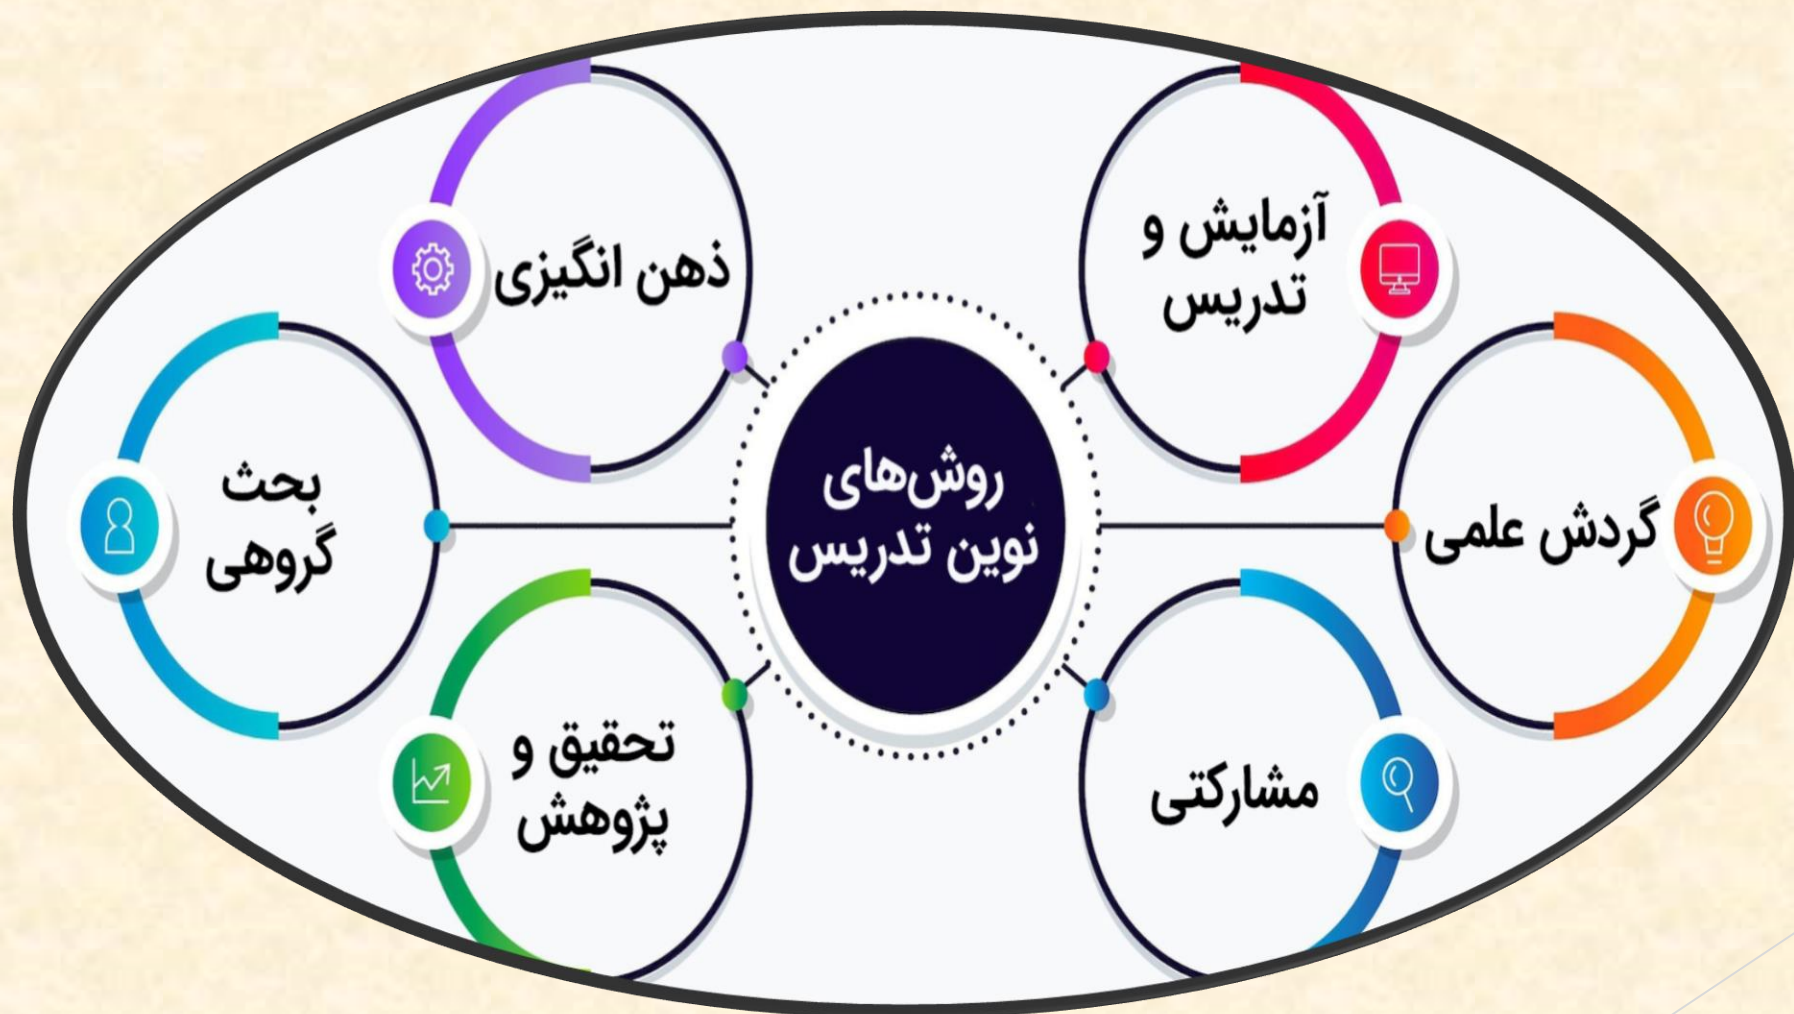 آزمایش و
تدریس
ذهن انگیزی
گردش علمی
روش‌های
نوین تدریس
بحث
گروهی
مشارکتی
تحقیق و
پژوهش